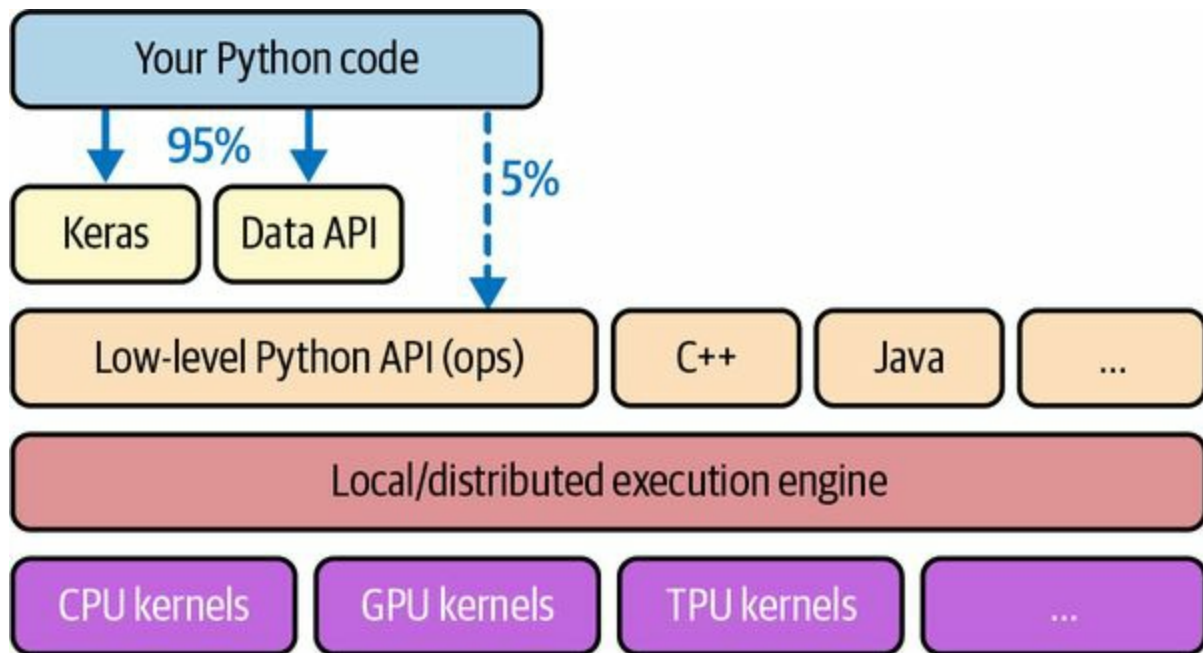 Your Python code
95%
5%
Keras
Data API
Low-level Python API (ops)
C++
Java
...
Local/distributed execution engine
CPU kernels
GPU kernels
TPU kernels
...